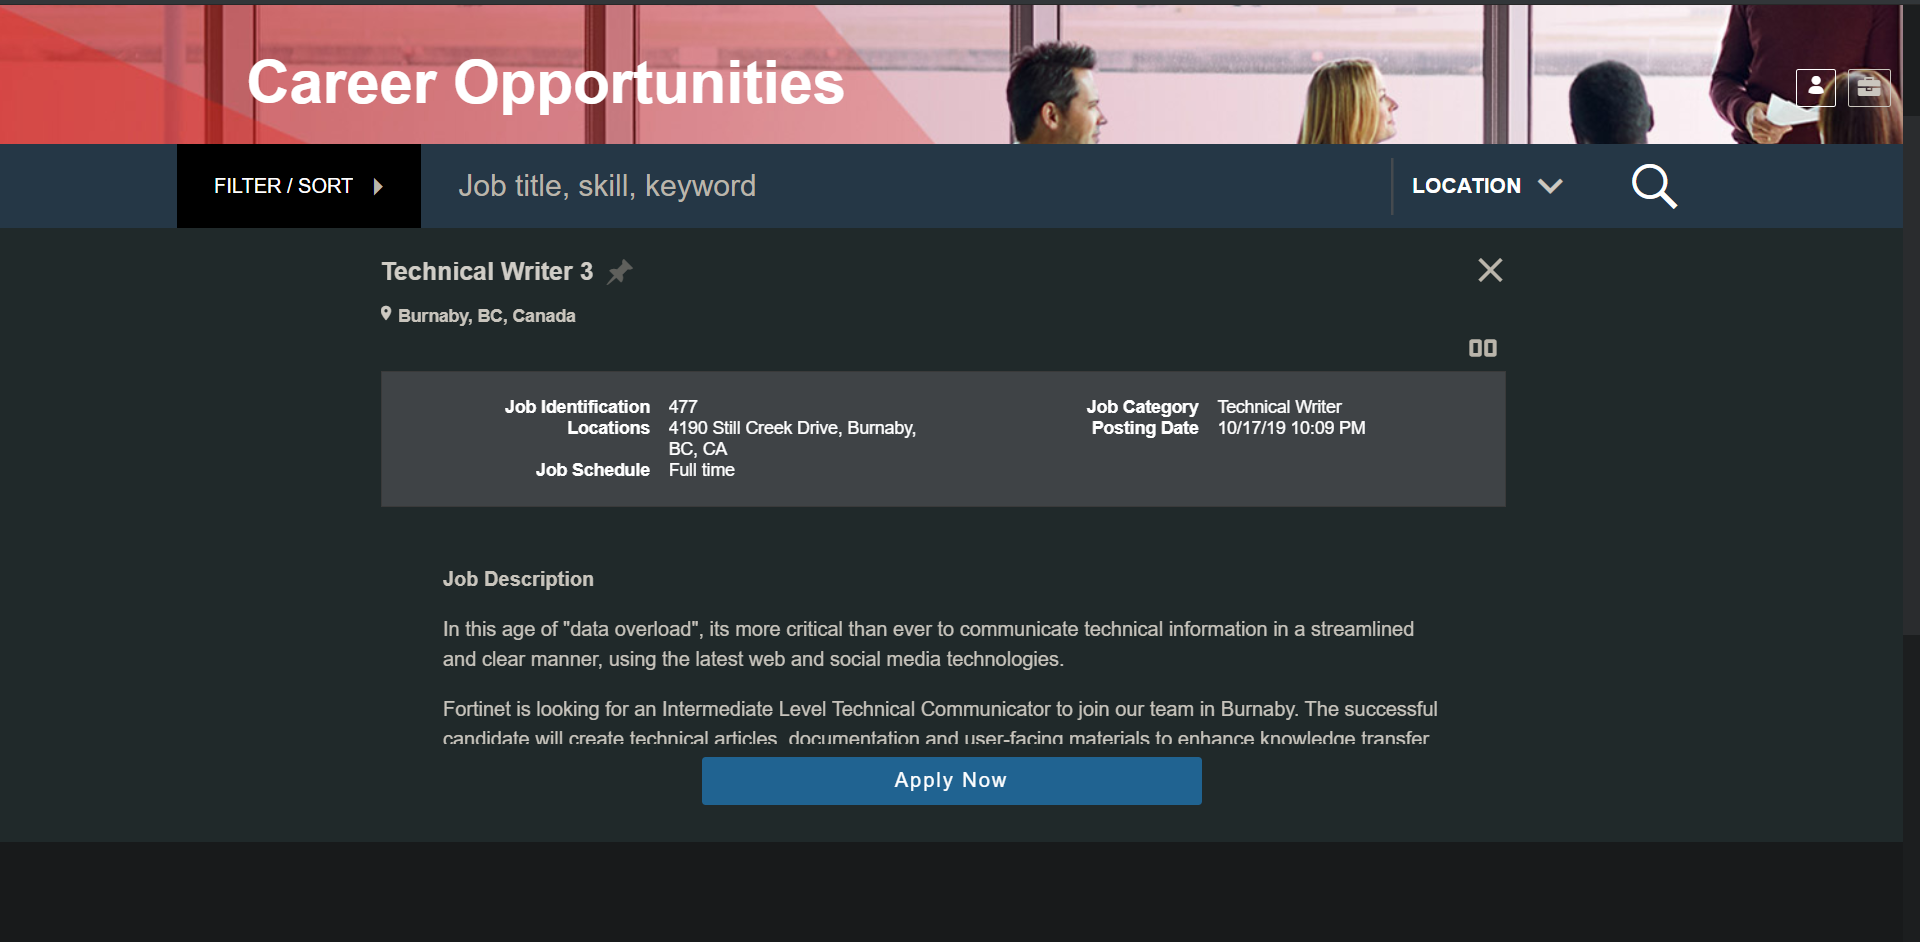 Career Opportunities
FILTER / SORT
Job title, skill, keyword
LOCATION
Technical Writer 3
Burnaby, BC, Canada
Job Identification 477
Locations 4190 Still Creek Drive, Burnaby,
BC, CA
Job Schedule Full time
Job Category Technical Writer
Posting Date 10/17/19 10:09 PM
Job Description
In this age of "data overload", its more critical than ever to communicate technical information in a streamlined
and clear manner, using the latest web and social media technologies.
Fortinet is looking for an Intermediate Level Technical Communicator to join our team in Burnaby. The successful
candidate will create technical articles, documentation and user-facing materials to enhance knowledge transfer
Apply Now